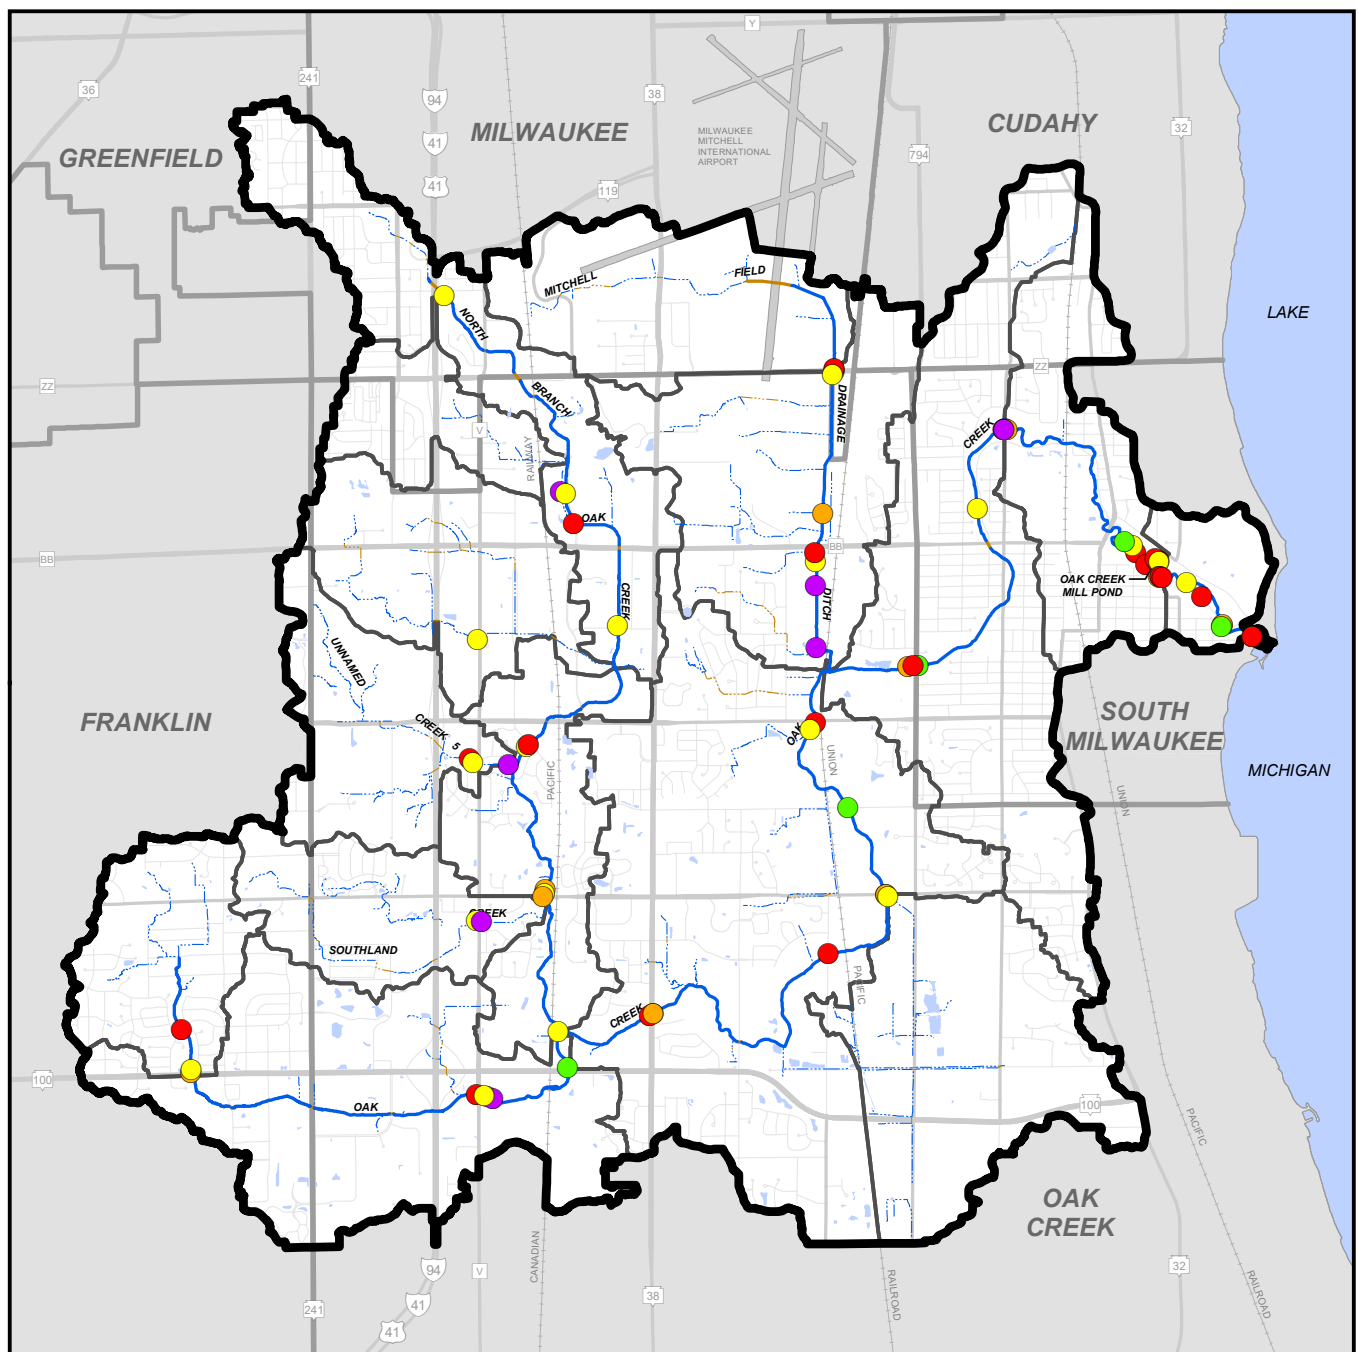 Y
241
36
94
38
MILWAUKEE
CUDAHY
32
41
MILWAUKEE
MITCHELL
INTERNATIONAL
AIRPORT
GREENFIELD
794
41
119
MITCHELL
FIELD
LAKE
NORTH
ZZ
ZZ
BRANCH
DRAINAGE
V
CREEK
RAILWAY
OAK
BB
BB
OAK CREEK
MILL POND
CREEK
DITCH
UNNAMED
FRANKLIN
CREEK 5
OAK
SOUTH
MILWAUKEE
UNION
MICHIGAN
PACIFIC
UNION
CREEK
SOUTHLAND
PACIFIC
CREEK
100
OAK
100
PACIFIC
OAK
CREEK
CANADIAN
94
V
32
RAILROAD
RAILROAD
38
241
41
41